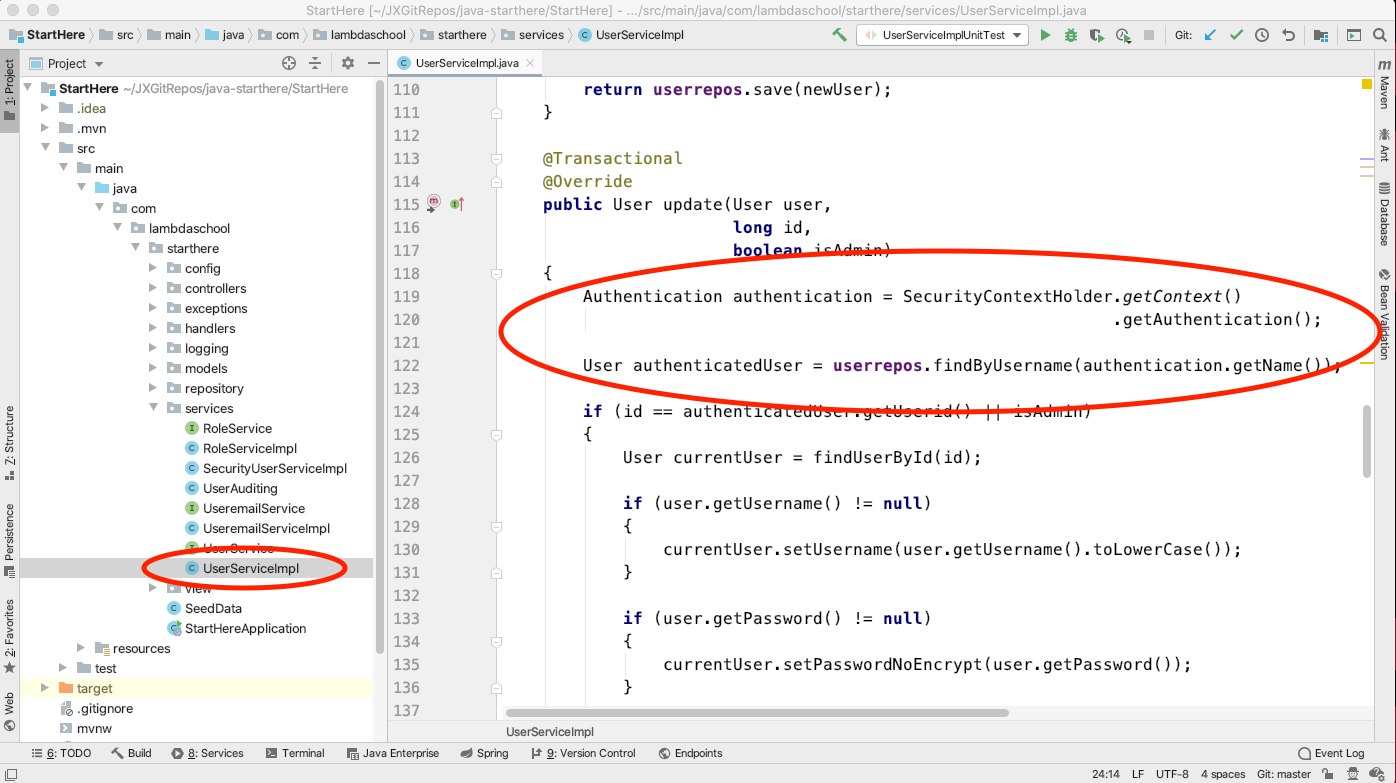 StartHere [~/JXGitRepos/java-starthere/StartHere] - .../src/main/java/com/lambdaschool/starthere/services/UserServiceImpl.java
StartHere src main java com lambdaschool starthere services UserServiceImpl UserServiceImplUnitTest Git:
Project
UserServiceImpl.java
1: Project
Z: Structure
Persistence
2: Favorites
Web
StartHere ~/JXGitRepos/java-starthere/StartHere
.idea
.mvn
src
main
java
com
lambdaschool
starthere
config
controllers
exceptions
handlers
logging
models
repository
services
RoleService
RoleServiceImpl
SecurityUserServiceImpl
UserAuditing
UseremailService
UseremailServiceImpl
UserService
UserServiceImpl
view
SeedData
StartHereApplication
resources
test
target
.gitignore
mvnw
110 return userrepos.save(newUser);
111 }
112
113 @Transactional
114 @Override
115 public User update(User user,
116 long id,
117 boolean isAdmin)
118 {
119 Authentication authentication = SecurityContextHolder.getContext()
120 .getAuthentication();
121
122 User authenticatedUser = userrepos.findByUsername(authentication.getName());
123
124 if (id == authenticatedUser.getUserid() || isAdmin)
125 {
126 User currentUser = findUserById(id);
127
128 if (user.getUsername() != null)
129 {
130 currentUser.setUsername(user.getUsername().toLowerCase());
131 }
132
133 if (user.getPassword() != null)
134 {
135 currentUser.setPasswordNoEncrypt(user.getPassword());
136 }
137
UserServiceImpl
m Maven
Ant
Database
Bean Validation
6: TODO Build 8: Services Terminal Java Enterprise Spring 9: Version Control Endpoints Event Log
24:14 LF UTF-8 4 spaces Git: master